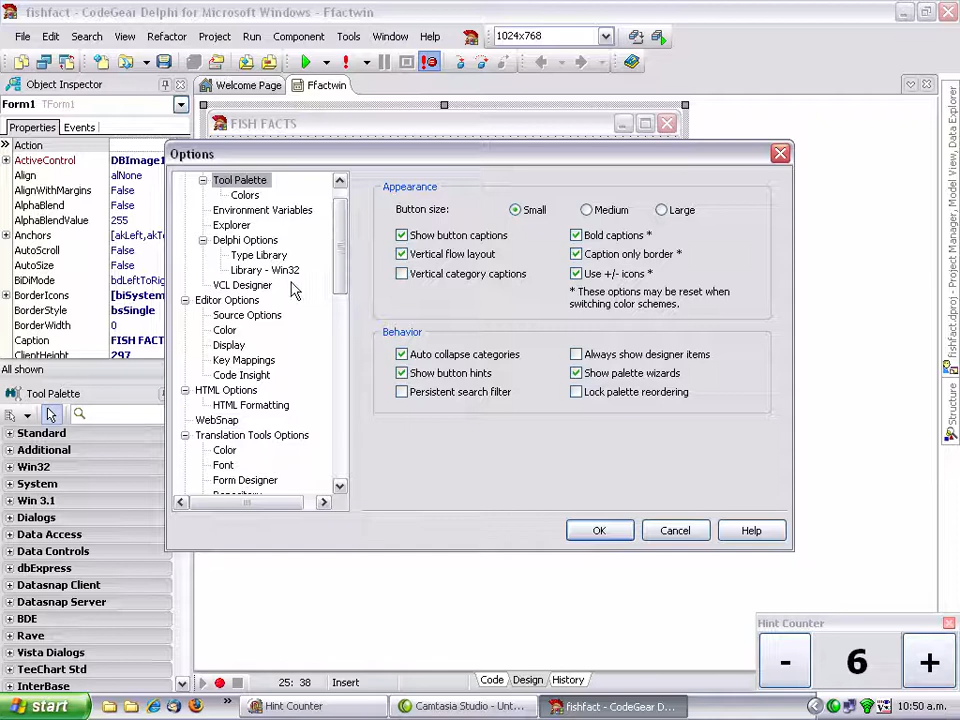 fishfact - CodeGear Delphi for Microsoft Windows - Ffactwin
File Edit Search View Refactor Project Run Component Tools Window Help
1024x768
Object Inspector
Welcome Page Ffactwin
Form1 TForm1
FISH FACTS
Properties Events
Action
ActiveControl DBImage1
Align alNone
AlignWithMargins False
AlphaBlend False
AlphaBlendValue 255
Anchors [akLeft,akT
AutoScroll False
AutoSize False
BiDiMode bdLeftToRig
BorderIcons [biSystem
BorderStyle bsSingle
BorderWidth 0
Caption FISH FACT
ClientHeight 297
All shown
Tool Palette
Standard
Additional
Win32
System
Win 3.1
Dialogs
Data Access
Data Controls
dbExpress
Datasnap Client
Datasnap Server
BDE
Rave
Vista Dialogs
TeeChart Std
InterBase
Options
Tool Palette
Colors
Environment Variables
Explorer
Delphi Options
Type Library
Library - Win32
VCL Designer
Editor Options
Source Options
Color
Display
Key Mappings
Code Insight
HTML Options
HTML Formatting
WebSnap
Translation Tools Options
Color
Font
Form Designer
Appearance
Button size: Small Medium Large
Show button captions Bold captions *
Vertical flow layout Caption only border *
Vertical category captions Use +/- icons *
* These options may be reset when
switching color schemes.
Behavior
Auto collapse categories Always show designer items
Show button hints Show palette wizards
Persistent search filter Lock palette reordering
OK Cancel Help
fishfact.dproj - Project Manager, Model View, Data Explorer
Structure
Hint Counter
- 6 +
25: 38 Insert Code Design History
start Hint Counter Camtasia Studio - Unt... fishfact - CodeGear D... 10:50 a.m.